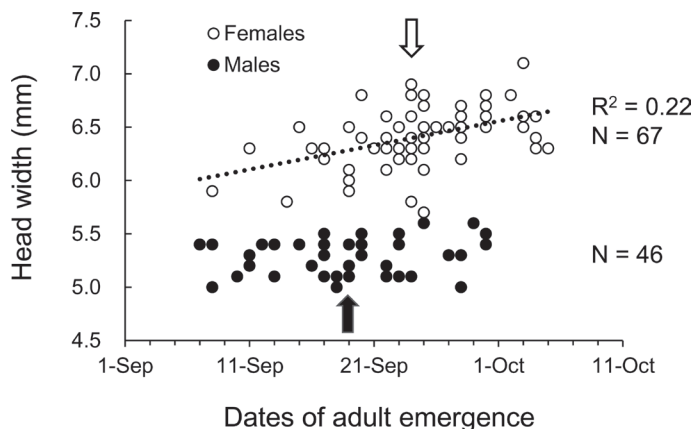 7.5
7.0
6.5
6.0
5.5
5.0
4.5
Head width (mm)
Females
Males
R² = 0.22
N = 67
N = 46
1-Sep 11-Sep 21-Sep 1-Oct 11-Oct
Dates of adult emergence